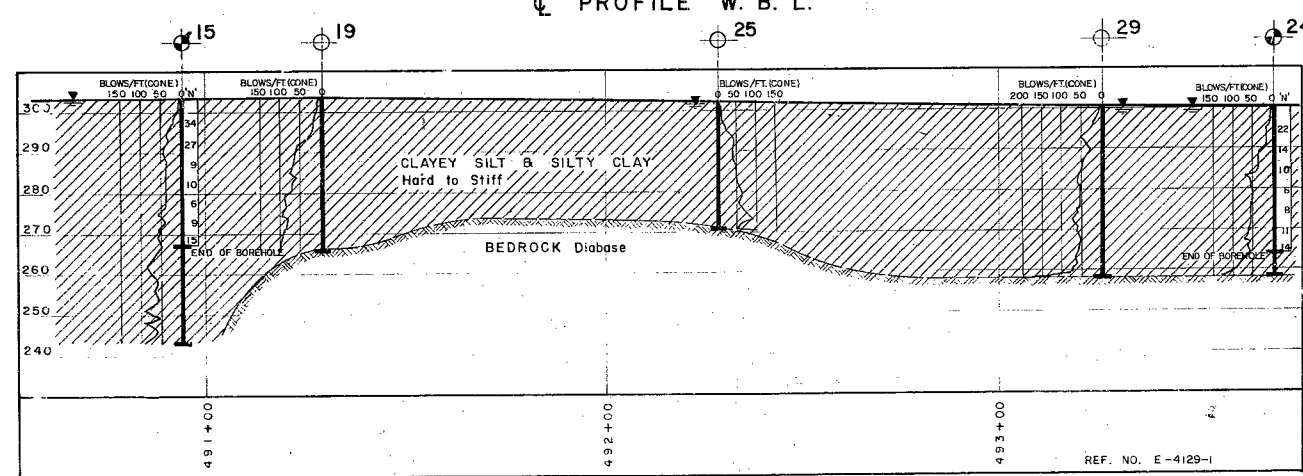 ℄ PROFILE W. B. L.
15 19 25 29 24
BLOWS/FT.(CONE) BLOWS/FT.(CONE) BLOWS/FT.(CONE) BLOWS/FT.(CONE) BLOWS/FT.(CONE)
150 100 50 0 'N' 150 100 50 0 0 50 100 150 200 150 100 50 0 150 100 50 0 'N'
300
34 22
27 14
290
9 10
CLAYEY SILT & SILTY CLAY
Hard to Stiff
280
10 6
6 8
9 11
270
15 14
BEDROCK Diabase
END OF BOREHOLE END OF BOREHOLE
260
250
240
491+00 492+00 493+00
REF. NO. E-4129-1